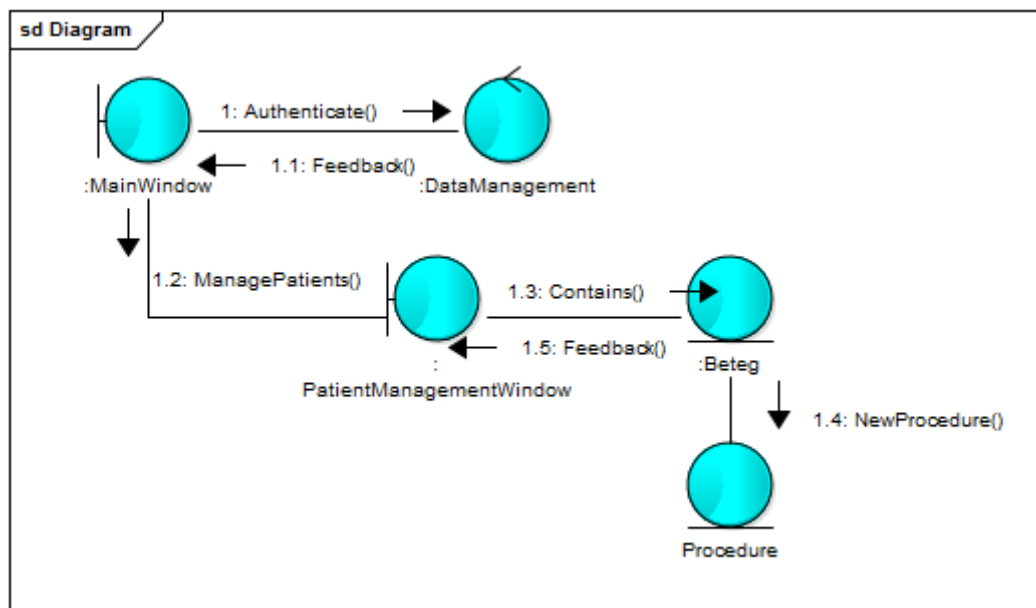 sd Diagram
1: Authenticate()
1.1: Feedback()
:MainWindow
:DataManagement
1.2: ManagePatients()
1.3: Contains()
1.5: Feedback()
:
PatientManagementWindow
:Beteg
1.4: NewProcedure()
Procedure